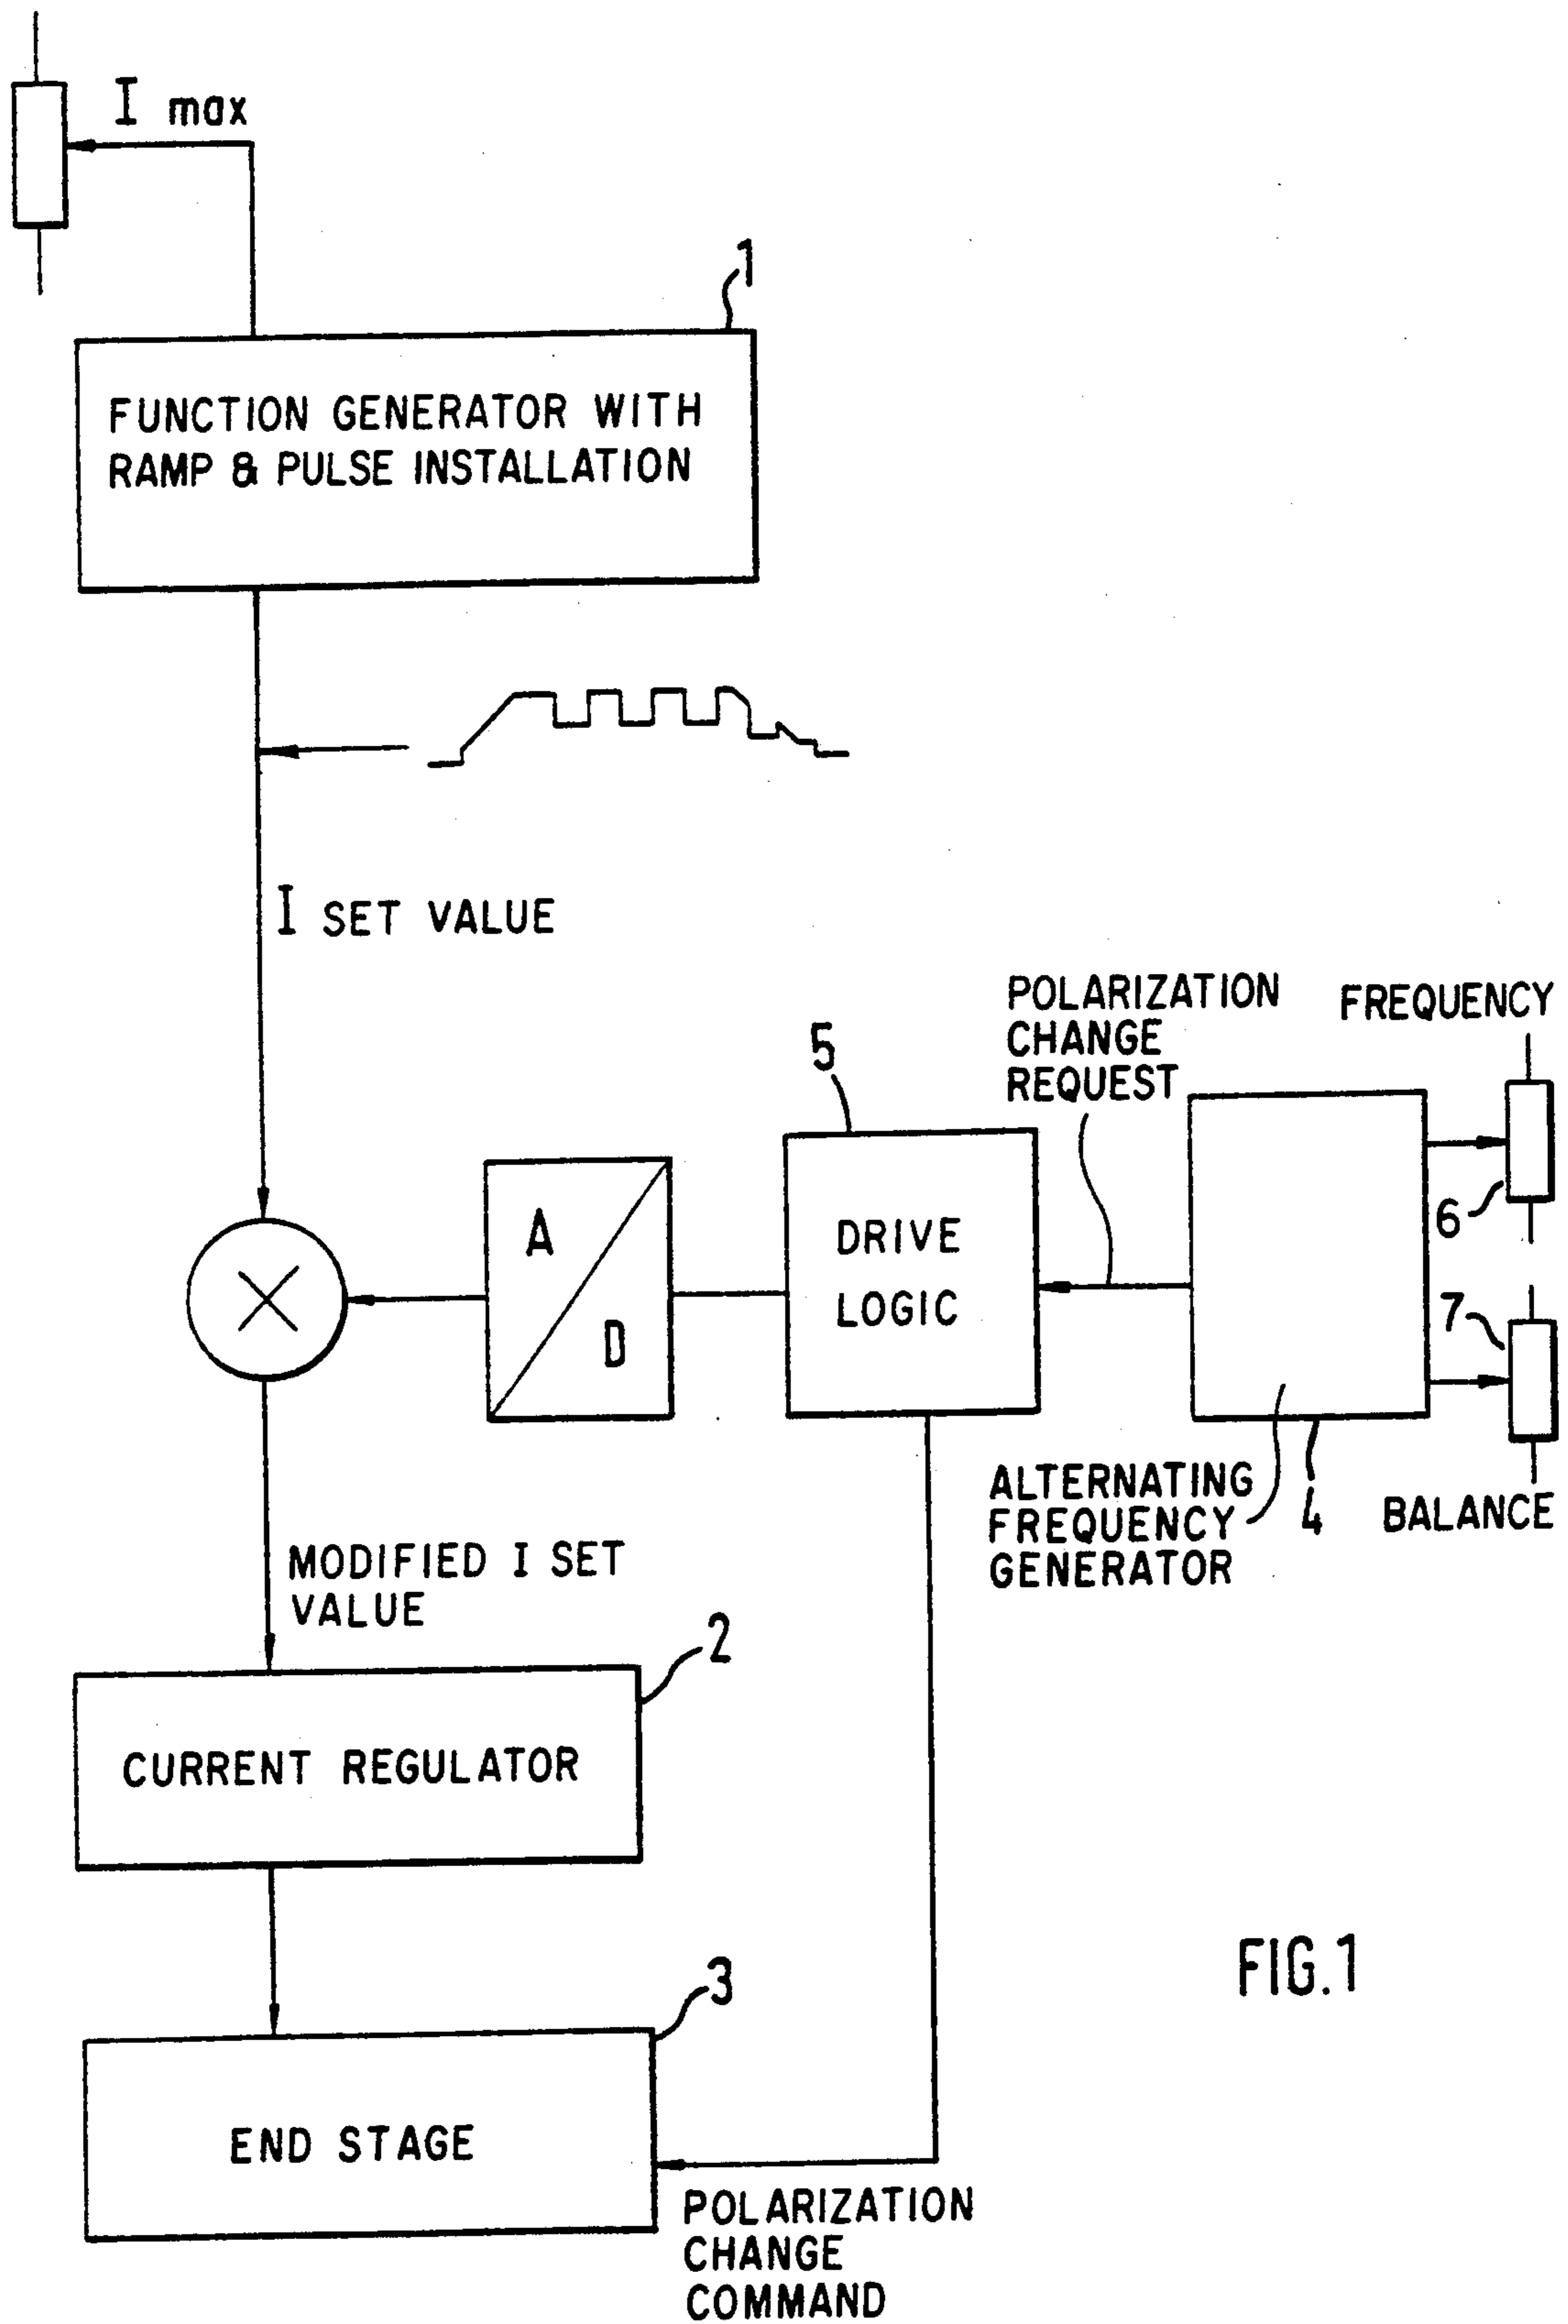 I max
1
FUNCTION GENERATOR WITH
RAMP & PULSE INSTALLATION
I SET VALUE
POLARIZATION
CHANGE
REQUEST
FREQUENCY
5
6
A
D
DRIVE
LOGIC
7
ALTERNATING
FREQUENCY
GENERATOR
4
BALANCE
MODIFIED I SET
VALUE
2
CURRENT REGULATOR
FIG.1
3
END STAGE
POLARIZATION
CHANGE
COMMAND